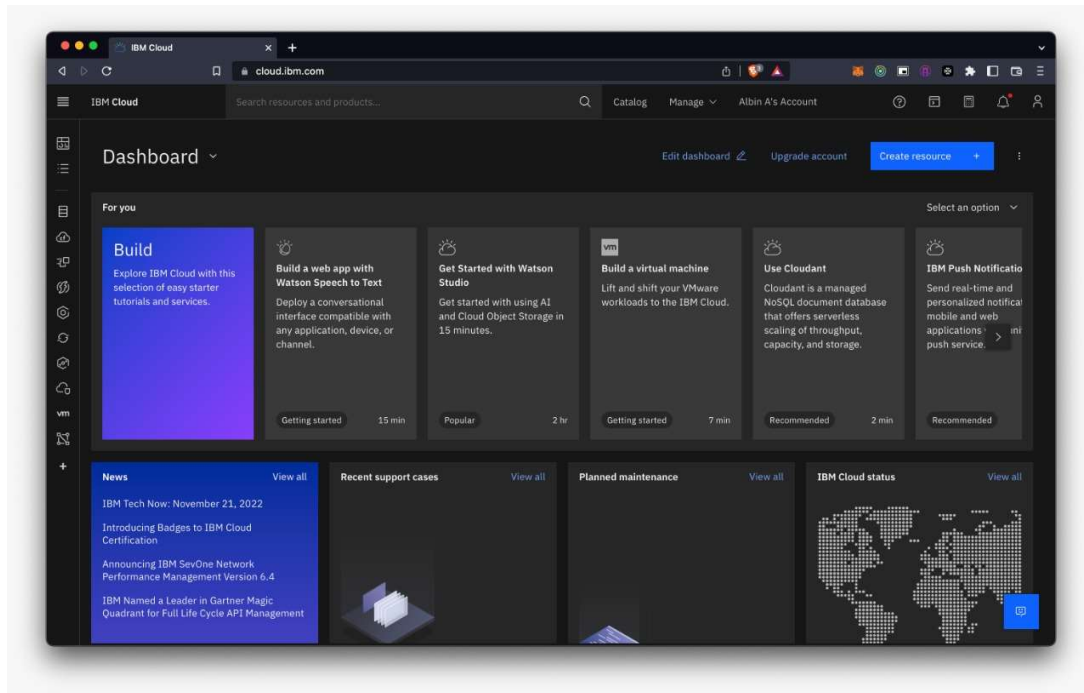 IBM Cloud
cloud.ibm.com
IBM Cloud
Search resources and products...
Catalog
Manage
Albin A's Account
Dashboard
Edit dashboard
Upgrade account
Create resource +
For you
Select an option
Build
Explore IBM Cloud with this
selection of easy starter
tutorials and services.
Build a web app with
Watson Speech to Text
Deploy a conversational
interface compatible with
any application, device, or
channel.
Getting started
15 min
Get Started with Watson
Studio
Get started with using AI
and Cloud Object Storage in
15 minutes.
Popular
2 hr
vm
Build a virtual machine
Lift and shift your VMware
workloads to the IBM Cloud.
Getting started
7 min
Use Cloudant
Cloudant is a managed
NoSQL document database
that offers serverless
scaling of throughput,
capacity, and storage.
Recommended
2 min
IBM Push Notificatio
Send real-time and
personalized notificat
mobile and web
applications
push service.
Recommended
vm
News
View all
IBM Tech Now: November 21, 2022
Introducing Badges to IBM Cloud
Certification
Announcing IBM SevOne Network
Performance Management Version 6.4
IBM Named a Leader in Gartner Magic
Quadrant for Full Life Cycle API Management
Recent support cases
View all
Planned maintenance
View all
IBM Cloud status
View all